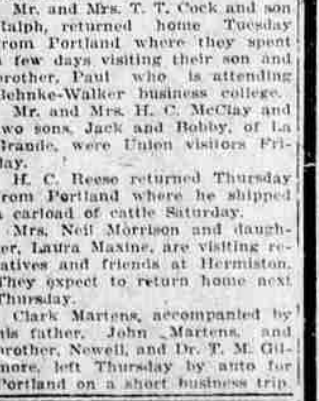 Mr. and Mrs. T. T. Cock and son
Ralph, returned home Tuesday
from Portland where they spent
a few days visiting their son and
brother, Paul who is attending
Behnke-Walker business college.
Mr. and Mrs. H. C. McClay and
two sons, Jack and Bobby, of La
Grande, were Union visitors Fri-
day.
H. C. Reese returned Thursday
from Portland where he shipped
a carload of cattle Saturday.
Mrs. Neil Morrison and daugh-
ter, Laura Maxine, are visiting re-
latives and friends at Hermiston.
They expect to return home next
Thursday.
Clark Martens, accompanied by
his father, John Martens, and
brother, Newell, and Dr. T. M. Gil-
more, left Thursday by auto for
Portland on a short business trip.